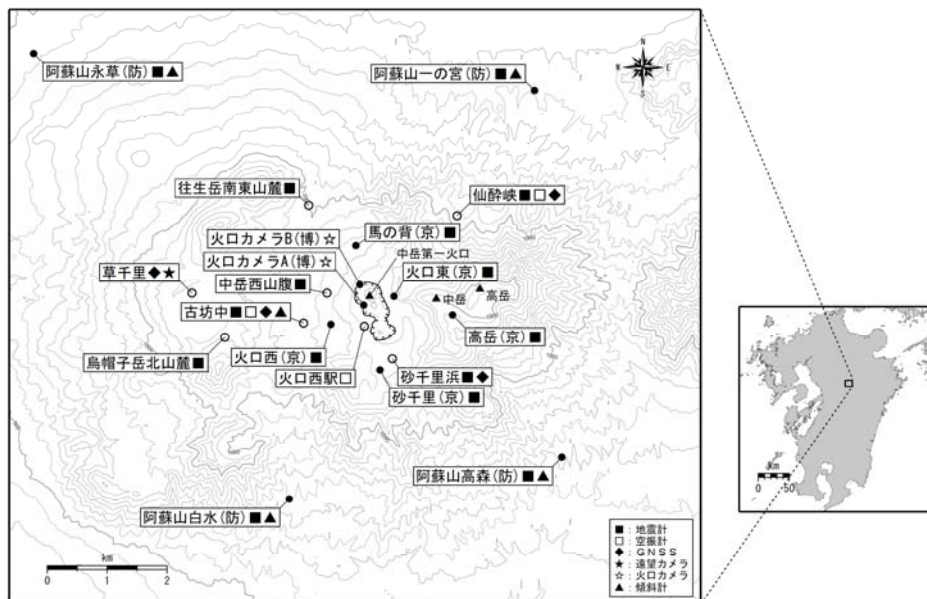 阿蘇山永草(防)■▲
阿蘇山一の宮(防)■▲
N
W
E
S
往生岳南東山麓■
仙酔峡■□◆
馬の背(京)■
火口カメラB(博)☆
中岳第一火口
火口カメラA(博)☆
火口東(京)■
草千里◆★
中岳西山腹■
▲中岳
▲高岳
古坊中■□◆▲
高岳(京)■
烏帽子岳北山麓■
火口西(京)■
火口西駅□
砂千里浜■◆
砂千里(京)■
阿蘇山高森(防)■▲
阿蘇山白水(防)■▲
km
0 1 2
■：地震計
□：空振計
◆：GNSS
★：遠望カメラ
☆：火口カメラ
▲：傾斜計
km
0 50